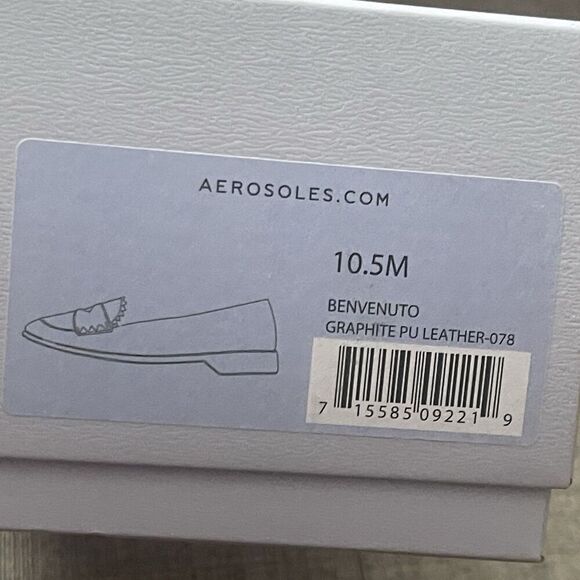 AEROSOLES.COM
10.5M
BENVENUTO
GRAPHITE PU LEATHER-078
7 15585 09221 9